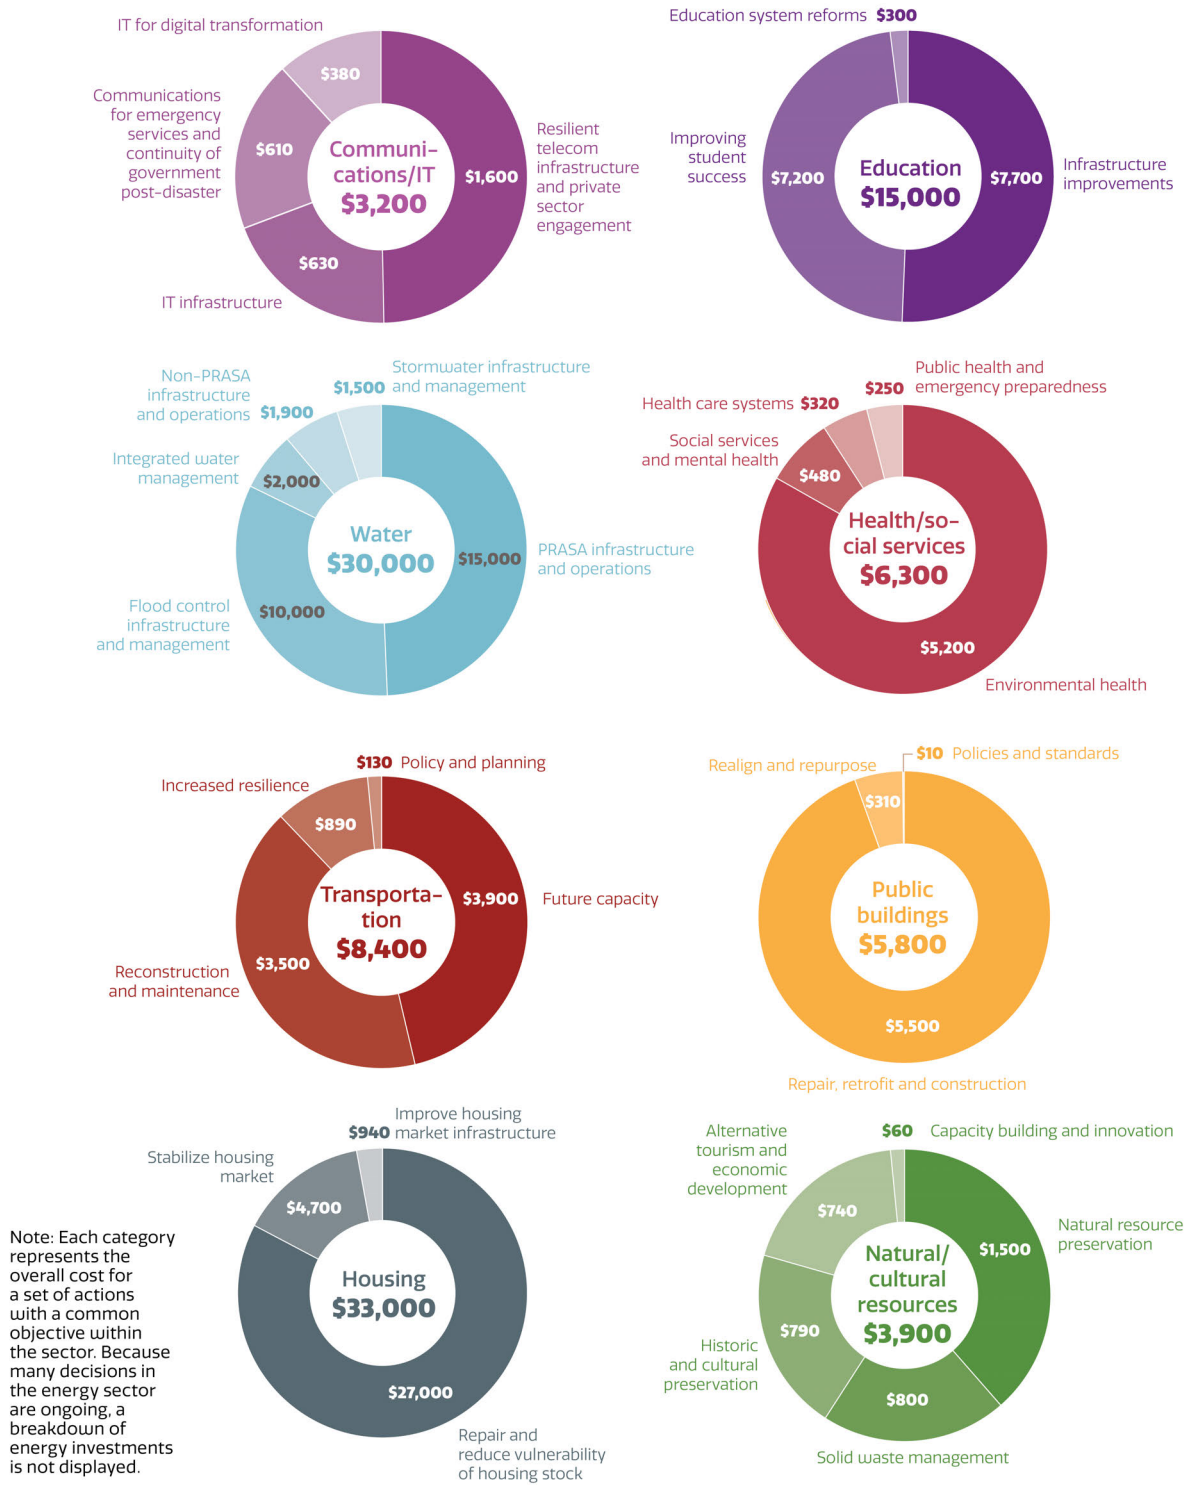 IT for digital transformation
$380
Communications
for emergency
services and
continuity of
government
post-disaster
$610
Communi-
cations/IT
$3,200
$1,600
Resilient
telecom
infrastructure
and private
sector
engagement
$630
IT infrastructure
Education system reforms $300
Improving
student
success
$7,200
Education
$15,000
$7,700
Infrastructure
improvements
Non-PRASA
infrastructure
and operations $1,900
$1,500
Stormwater infrastructure
and management
Integrated water
management
$2,000
Water
$30,000
$15,000
PRASA infrastructure
and operations
Flood control
infrastructure
and management
$10,000
Public health and
emergency preparedness
$250
Health care systems $320
Social services
and mental health
$480
Health/so-
cial services
$6,300
$5,200
Environmental health
$130 Policy and planning
Increased resilience
$890
Transporta-
tion
$8,400
$3,900
Future capacity
$3,500
Reconstruction
and maintenance
$10 Policies and standards
Realign and repurpose
$310
Public
buildings
$5,800
$5,500
Repair, retrofit and construction
Improve housing
$940 market infrastructure
Stabilize housing
market
$4,700
Housing
$33,000
$27,000
Repair and
reduce vulnerability
of housing stock
Alternative
tourism and
economic
development
$60 Capacity building and innovation
$740
Natural/
cultural
resources
$3,900
$1,500
Natural resource
preservation
$790
Historic
and cultural
preservation
$800
Solid waste management
Note: Each category
represents the
overall cost for
a set of actions
with a common
objective within
the sector. Because
many decisions in
the energy sector
are ongoing, a
breakdown of
energy investments
is not displayed.